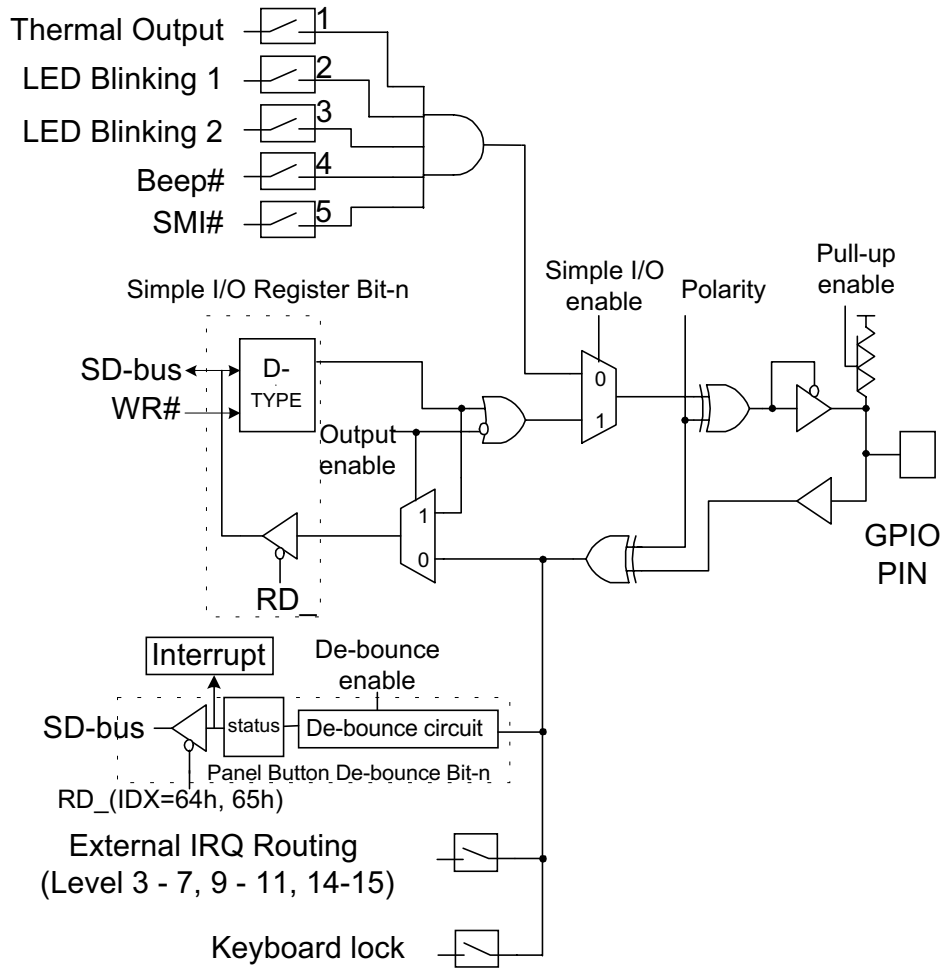 Thermal Output
1
LED Blinking 1
2
LED Blinking 2
3
Beep#
4
SMI#
5
Simple I/O
enable
Polarity
Pull-up
enable
Simple I/O Register Bit-n
SD-bus
WR#
D-
TYPE
0
1
Output
enable
1
0
RD_
GPIO
PIN
Interrupt
De-bounce
enable
SD-bus
status
De-bounce circuit
Panel Button De-bounce Bit-n
RD_(IDX=64h, 65h)
External IRQ Routing
(Level 3 - 7, 9 - 11, 14-15)
Keyboard lock